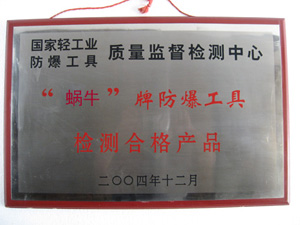 国家轻工业
防爆工具 质量监督检测中心
“蜗牛”牌防爆工具
检测合格产品
二〇〇四年十二月